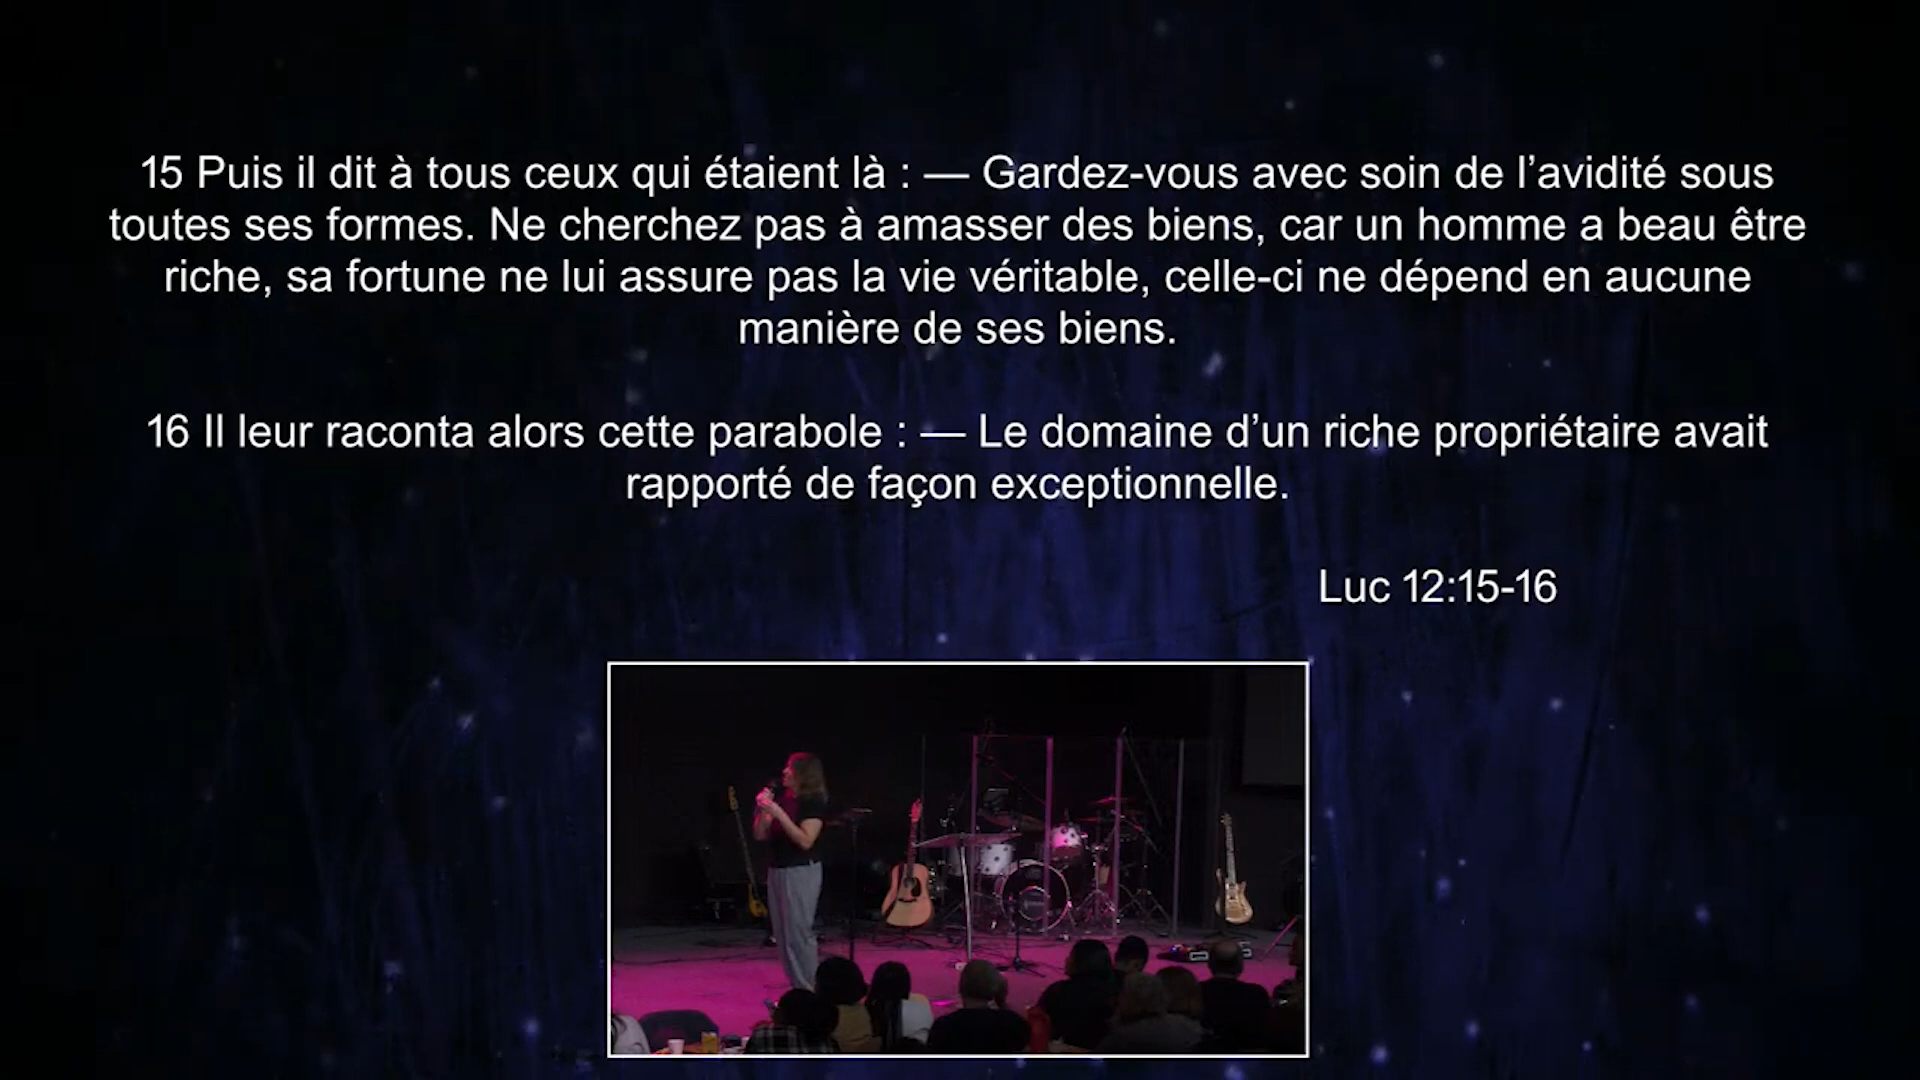 15 Puis il dit à tous ceux qui étaient là : — Gardez-vous avec soin de l’avidité sous
toutes ses formes. Ne cherchez pas à amasser des biens, car un homme a beau être
riche, sa fortune ne lui assure pas la vie véritable, celle-ci ne dépend en aucune
manière de ses biens.
16 Il leur raconta alors cette parabole : — Le domaine d’un riche propriétaire avait
rapporté de façon exceptionnelle.
Luc 12:15-16